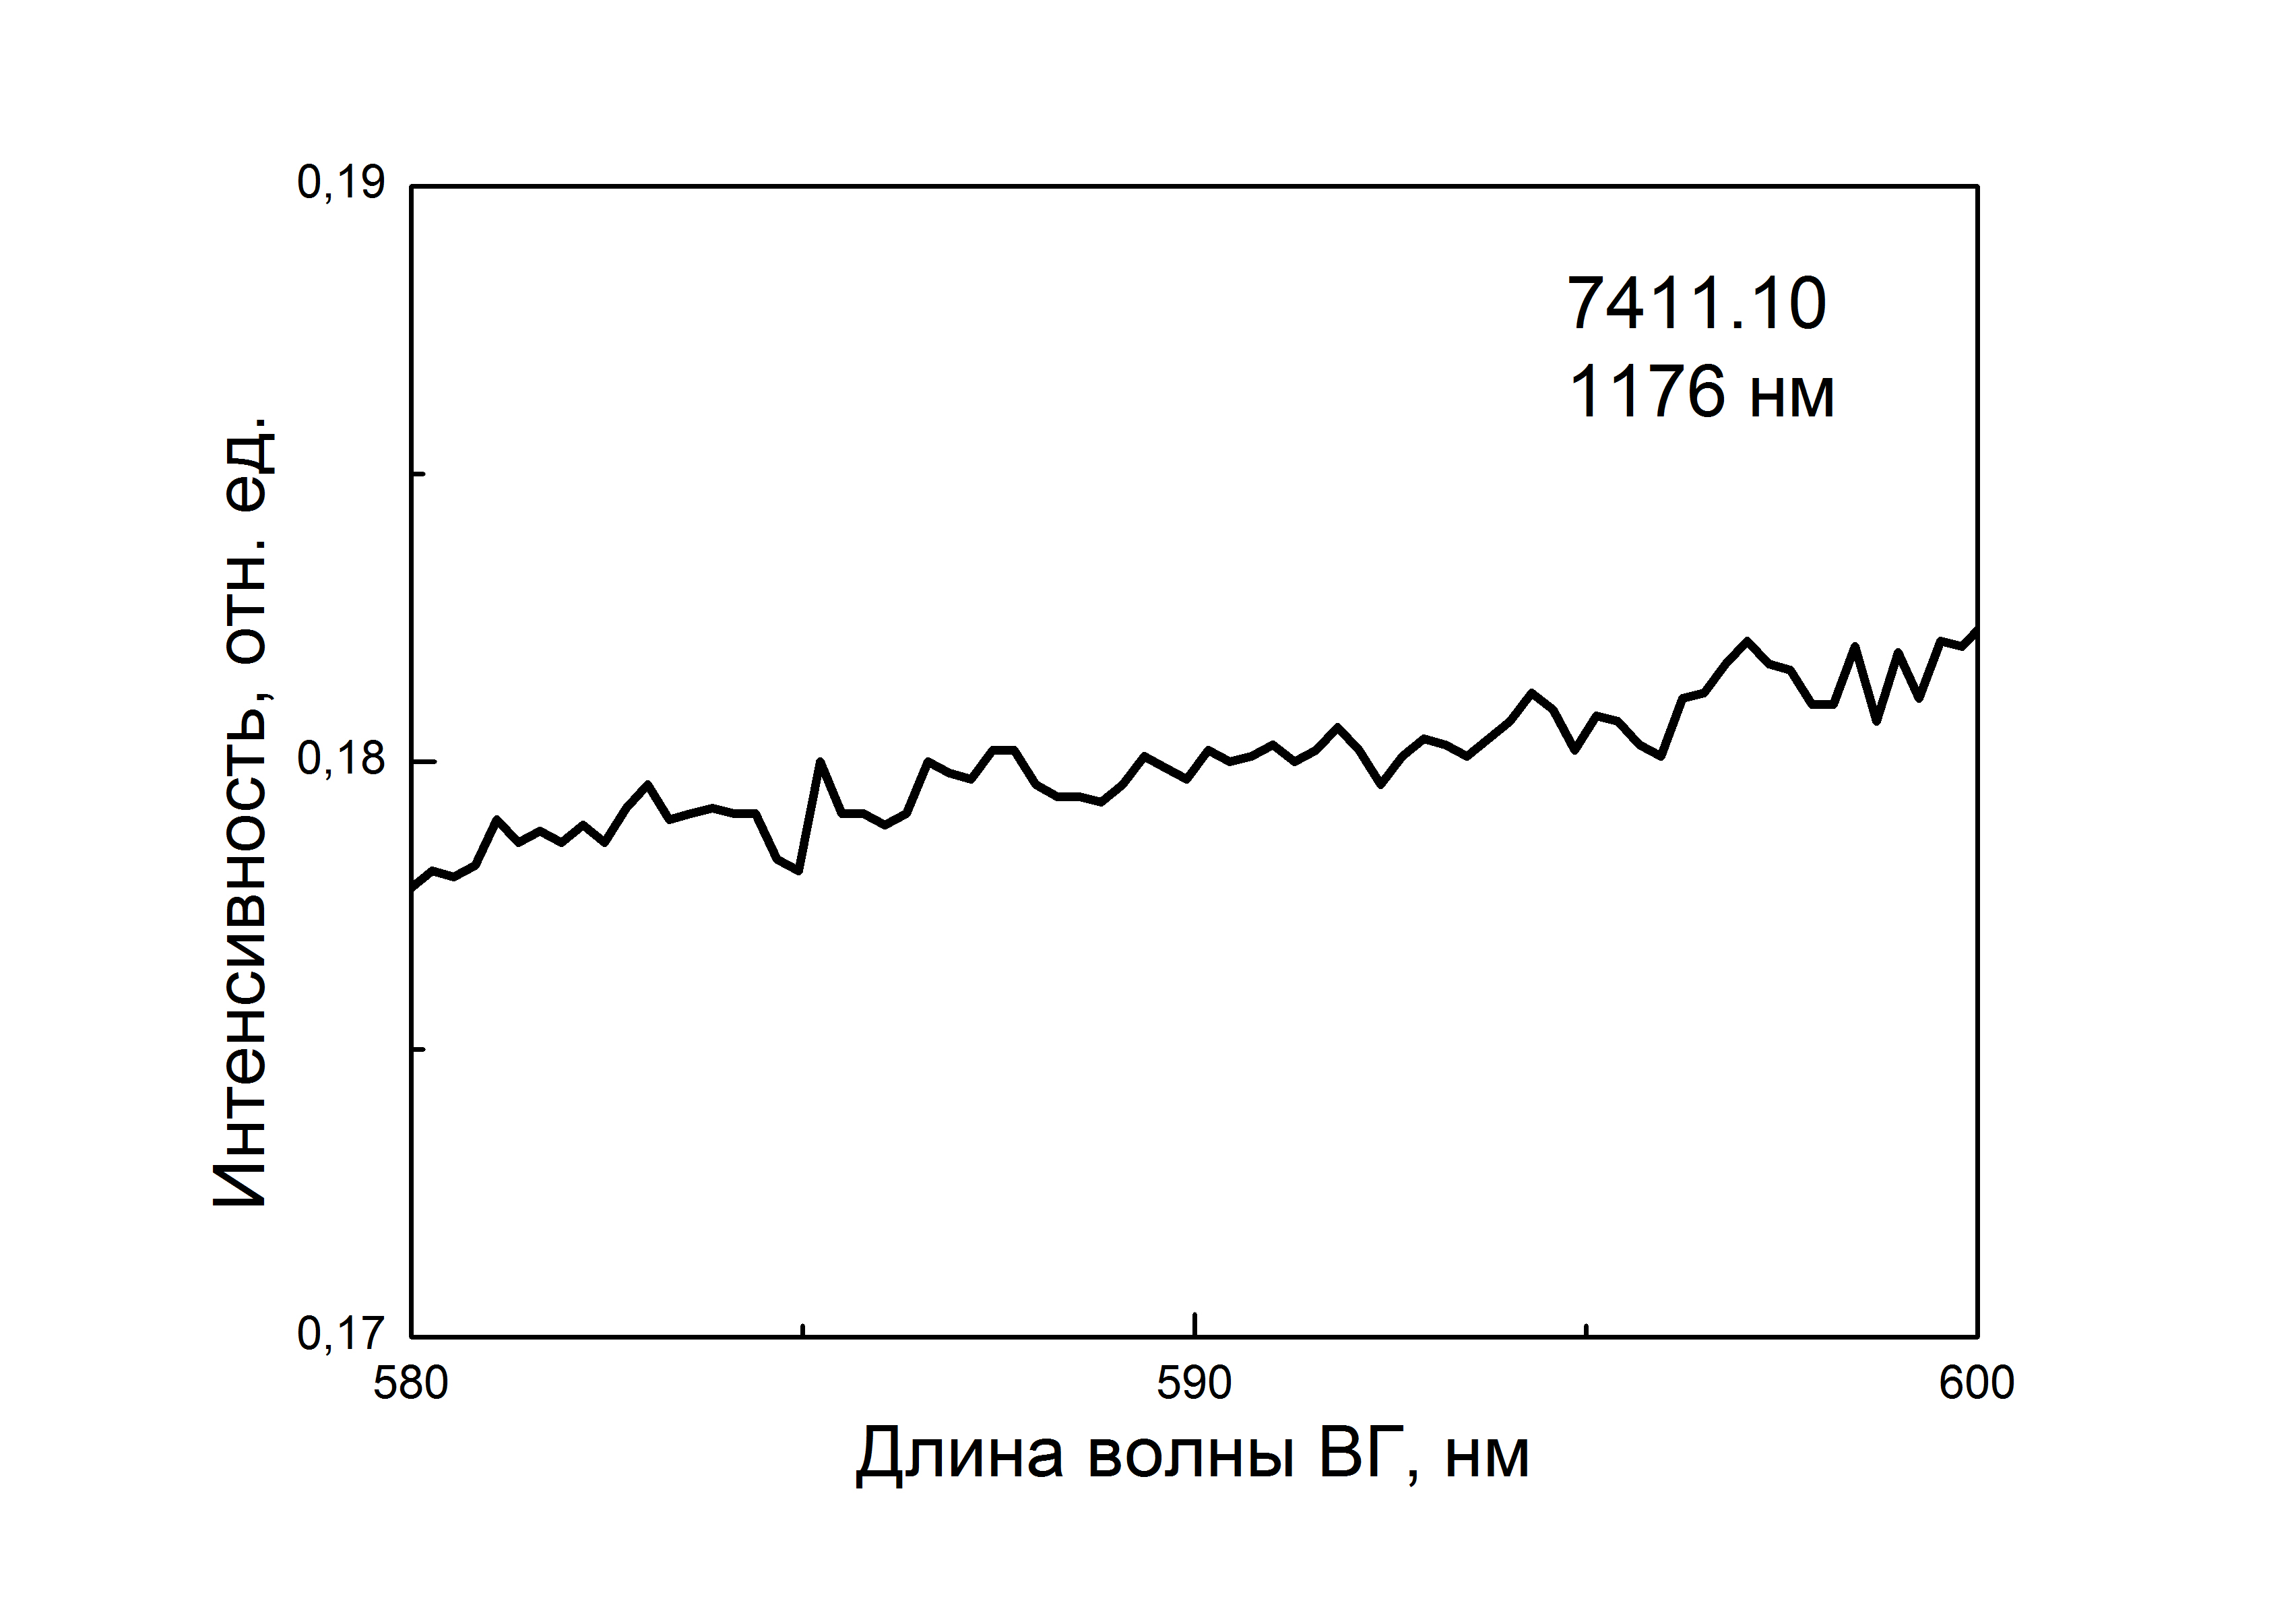 0,19
7411.10
1176 нм
Интенсивность, отн. ед.
0,18
0,17
580
590
600
Длина волны ВГ, нм